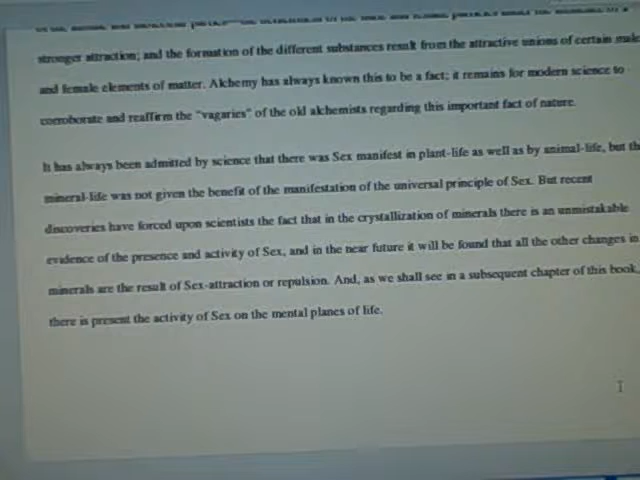 stronger attraction; and the formation of the different substances result from the attractive unions of certain male
and female elements of matter. Alchemy has always known this to be a fact; it remains for modern science to
corroborate and reaffirm the "vagaries" of the old alchemists regarding this important fact of nature.
It has always been admitted by science that there was Sex manifest in plant-life as well as by animal-life, but th
mineral-life was not given the benefit of the manifestation of the universal principle of Sex. But recent
discoveries have forced upon scientists the fact that in the crystallization of minerals there is an unmistakable
evidence of the presence and activity of Sex, and in the near future it will be found that all the other changes in
minerals are the result of Sex-attraction or repulsion. And, as we shall see in a subsequent chapter of this book,
there is present the activity of Sex on the mental planes of life.